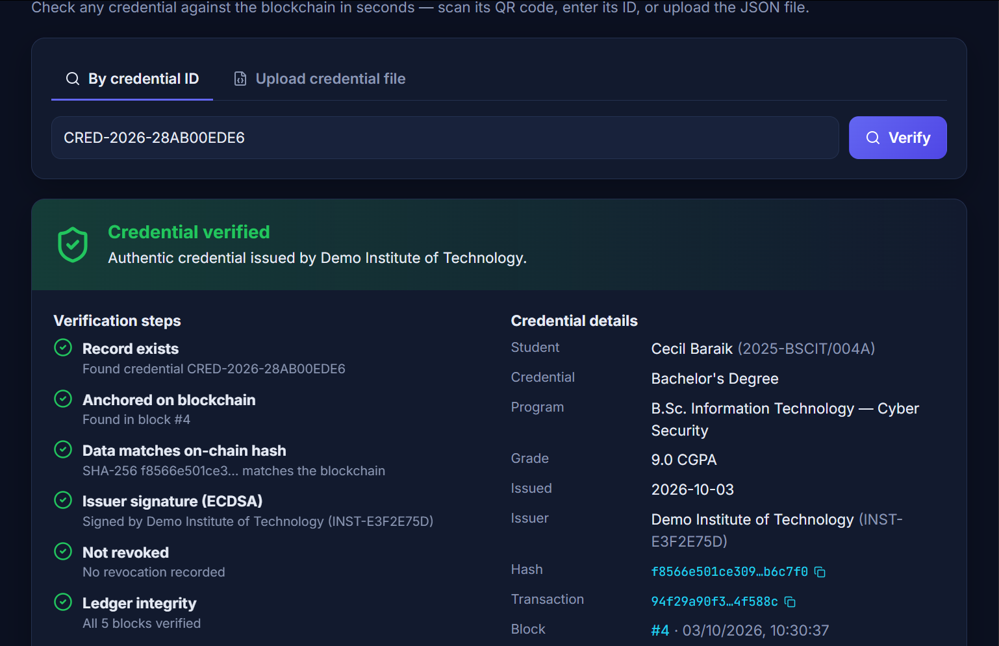 Check any credential against the blockchain in seconds — scan its QR code, enter its ID, or upload the JSON file.
By credential ID
Upload credential file
CRED-2026-28AB00EDE6
Verify
Credential verified
Authentic credential issued by Demo Institute of Technology.
Verification steps
Record exists
Found credential CRED-2026-28AB00EDE6
Anchored on blockchain
Found in block #4
Data matches on-chain hash
SHA-256 f8566e501ce3... matches the blockchain
Issuer signature (ECDSA)
Signed by Demo Institute of Technology (INST-E3F2E75D)
Not revoked
No revocation recorded
Ledger integrity
All 5 blocks verified
Credential details
Student
Cecil Baraik (2025-BSCIT/004A)
Credential
Bachelor's Degree
Program
B.Sc. Information Technology — Cyber
Security
Grade
9.0 CGPA
Issued
2026-10-03
Issuer
Demo Institute of Technology (INST-
E3F2E75D)
Hash
f8566e501ce309…b6c7f0
Transaction
94f29a90f3…4f588c
Block
#4 · 03/10/2026, 10:30:37